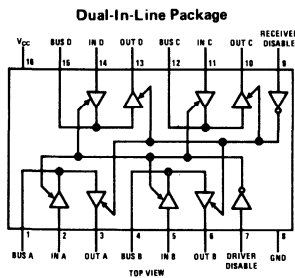 Dual-In-Line Package
VCC BUS D IN D OUT D BUS C IN C OUT C RECEIVER DISABLE
16 15 14 13 12 11 10 9
1 2 3 4 5 6 7 8
BUS A IN A OUT A BUS B IN B OUT B DRIVER DISABLE GND
TOP VIEW